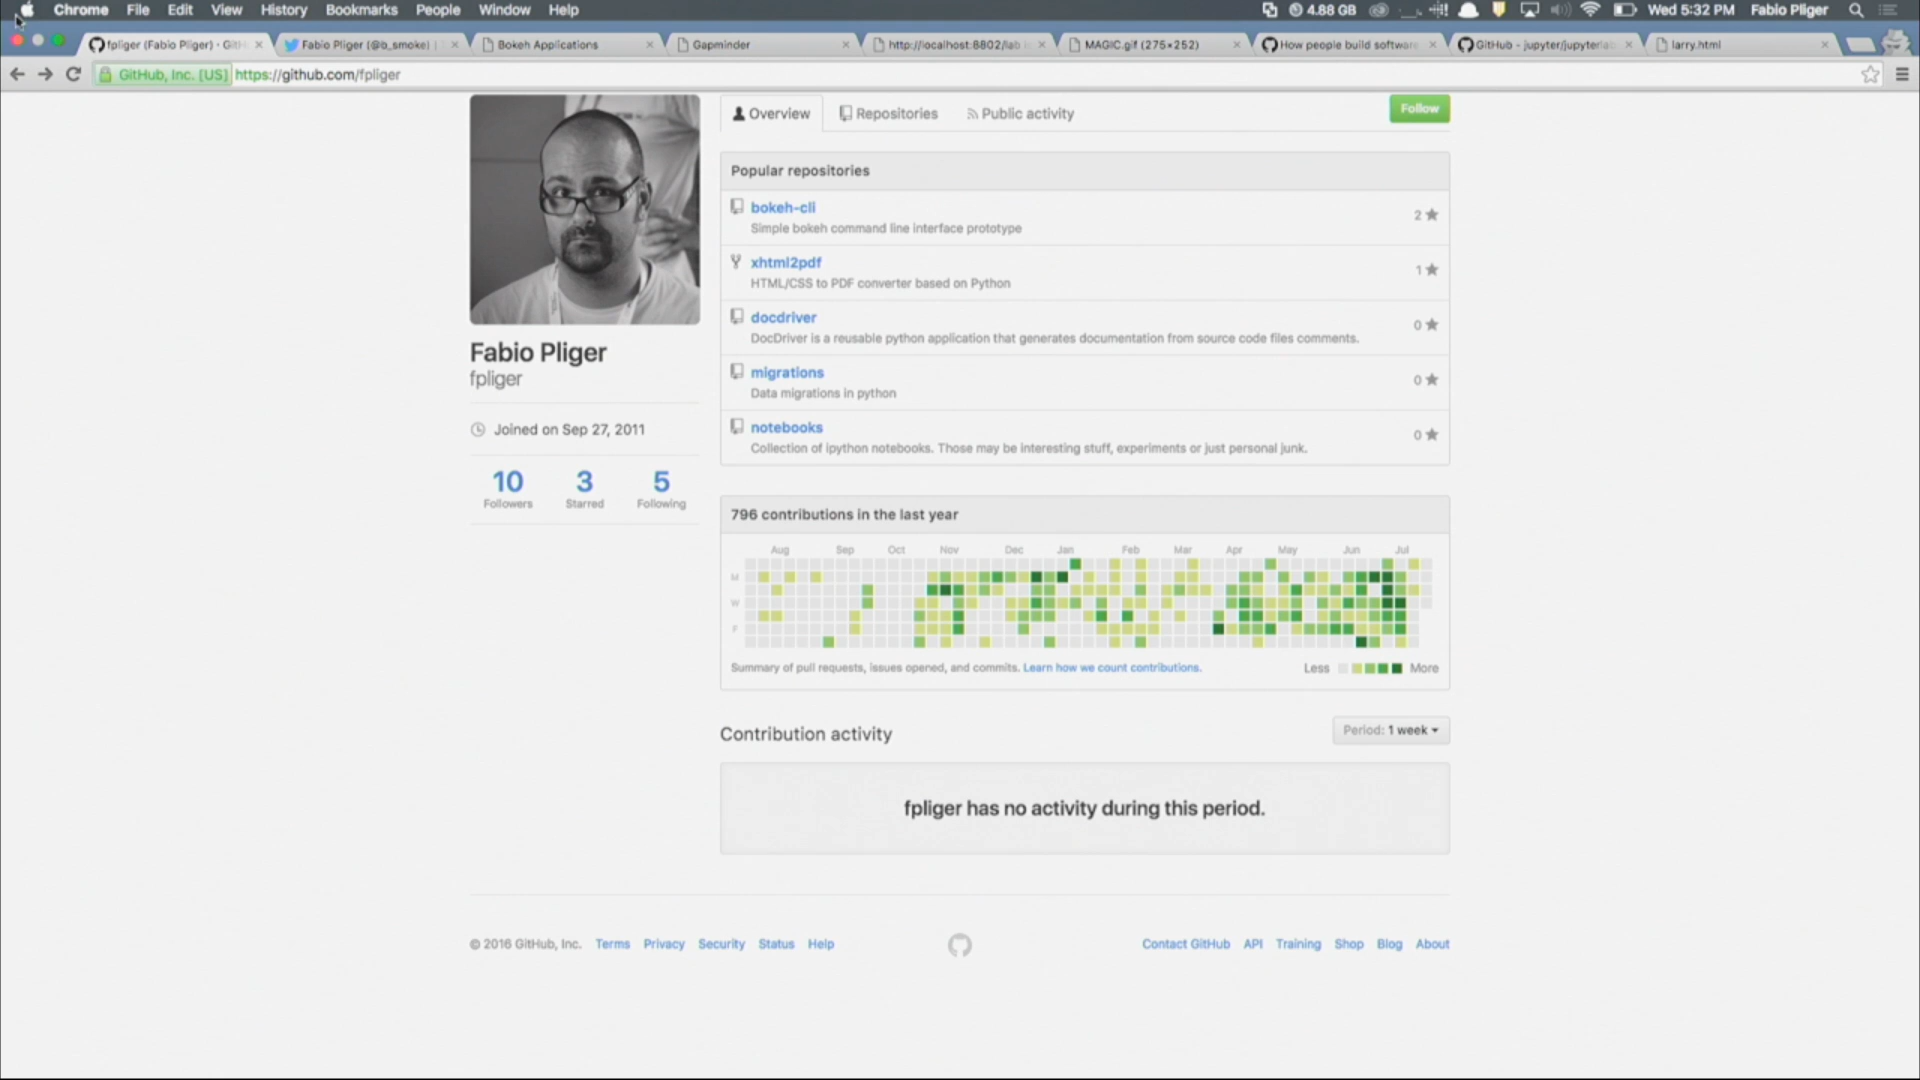 Chrome File Edit View History Bookmarks People Window Help 4.88 GB Wed 5:32 PM Fabio Pliger
fpliger (Fabio Pliger) · GitH Fabio Pliger (@b_smoke) | Bokeh Applications Gapminder http://localhost:8802/lab MAGIC.gif (275×252) How people build software GitHub - jupyter/jupyterlab larry.html
GitHub, Inc. [US] https://github.com/fpliger
Overview Repositories Public activity Follow
Popular repositories
bokeh-cli
Simple bokeh command line interface prototype
2
xhtml2pdf
HTML/CSS to PDF converter based on Python
1
docdriver
DocDriver is a reusable python application that generates documentation from source code files comments.
0
migrations
Data migrations in python
0
notebooks
Collection of ipython notebooks. Those may be interesting stuff, experiments or just personal junk.
0
Fabio Pliger
fpliger
Joined on Sep 27, 2011
10 3 5
Followers Starred Following
796 contributions in the last year
Aug Sep Oct Nov Dec Jan Feb Mar Apr May Jun Jul
M
W
F
Summary of pull requests, issues opened, and commits. Learn how we count contributions. Less More
Contribution activity Period: 1 week
fpliger has no activity during this period.
© 2016 GitHub, Inc. Terms Privacy Security Status Help Contact GitHub API Training Shop Blog About